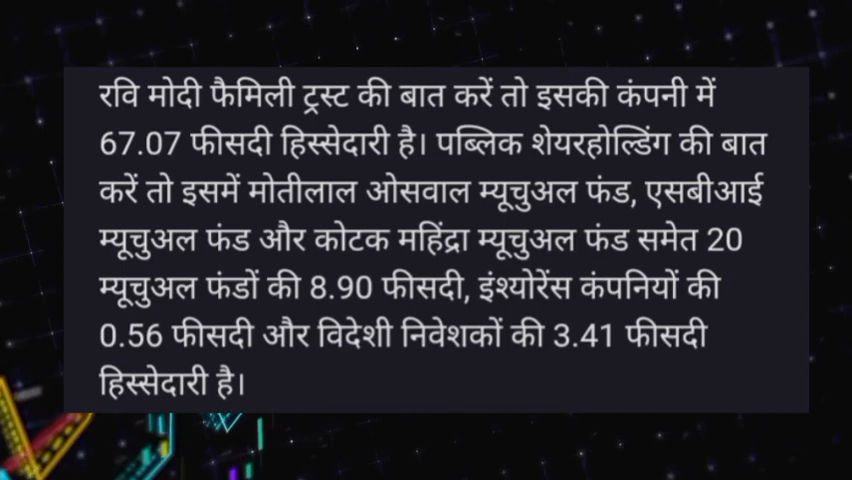 रवि मोदी फैमिली ट्रस्ट की बात करें तो इसकी कंपनी में
67.07 फीसदी हिस्सेदारी है। पब्लिक शेयरहोल्डिंग की बात
करें तो इसमें मोतीलाल ओसवाल म्यूचुअल फंड, एसबीआई
म्यूचुअल फंड और कोटक महिंद्रा म्यूचुअल फंड समेत 20
म्यूचुअल फंडों की 8.90 फीसदी, इंश्योरेंस कंपनियों की
0.56 फीसदी और विदेशी निवेशकों की 3.41 फीसदी
हिस्सेदारी है।